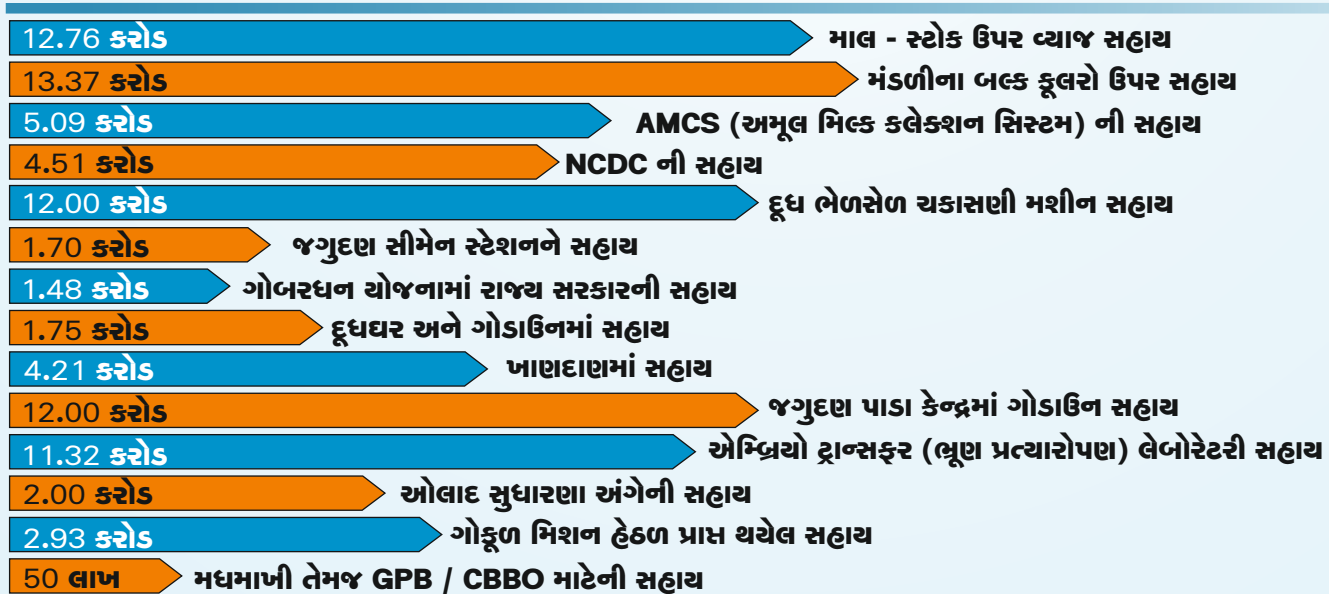 12.76 કરોડ માલ - સ્ટોક ઉપર વ્યાજ સહાય
13.37 કરોડ મંડળીના બલ્ક કૂલરો ઉપર સહાય
5.09 કરોડ AMCS (અમૂલ મિલ્ક કલેક્શન સિસ્ટમ) ની સહાય
4.51 કરોડ NCDC ની સહાય
12.00 કરોડ દૂધ ભેળસેળ ચકાસણી મશીન સહાય
1.70 કરોડ જગુદણ સીમેન સ્ટેશનને સહાય
1.48 કરોડ ગોબરધન યોજનામાં રાજ્ય સરકારની સહાય
1.75 કરોડ દૂધઘર અને ગોડાઉનમાં સહાય
4.21 કરોડ ખાણદાણમાં સહાય
12.00 કરોડ જગુદણ પાડા કેન્દ્રમાં ગોડાઉન સહાય
11.32 કરોડ એમ્બ્રિયો ટ્રાન્સફર (ભ્રૂણ પ્રત્યારોપણ) લેબોરેટરી સહાય
2.00 કરોડ ઓલાદ સુધારણા અંગેની સહાય
2.93 કરોડ ગોકૂળ મિશન હેઠળ પ્રાપ્ત થયેલ સહાય
50 લાખ મધમાખી તેમજ GPB / CBBO માટેની સહાય